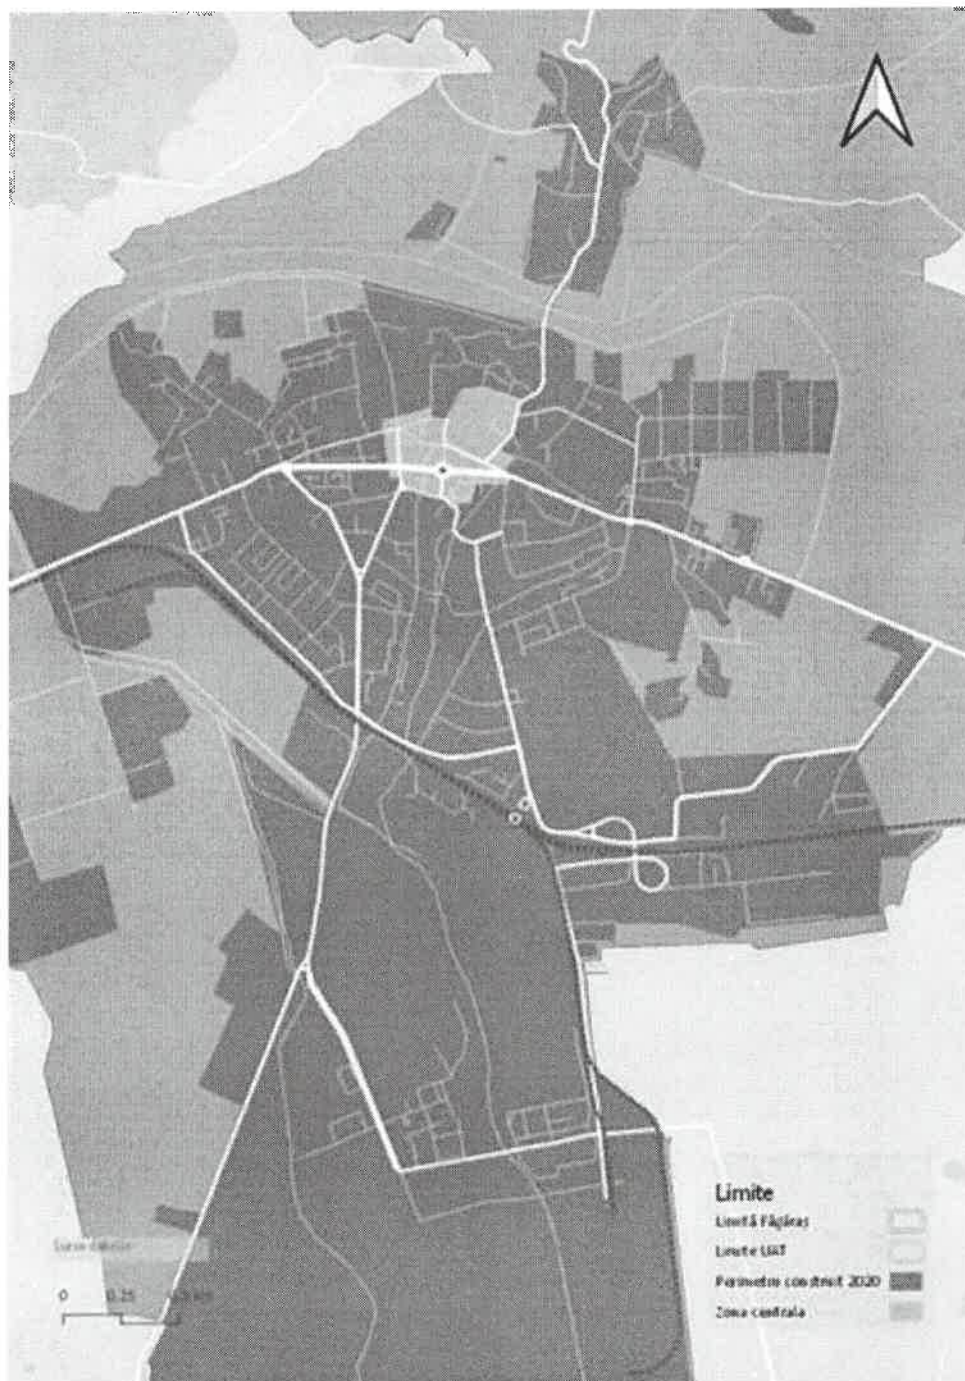 Limite
Limită Făgăraș
Limite UAT
Perimetru construit 2020
Zona centrala
0 0.25